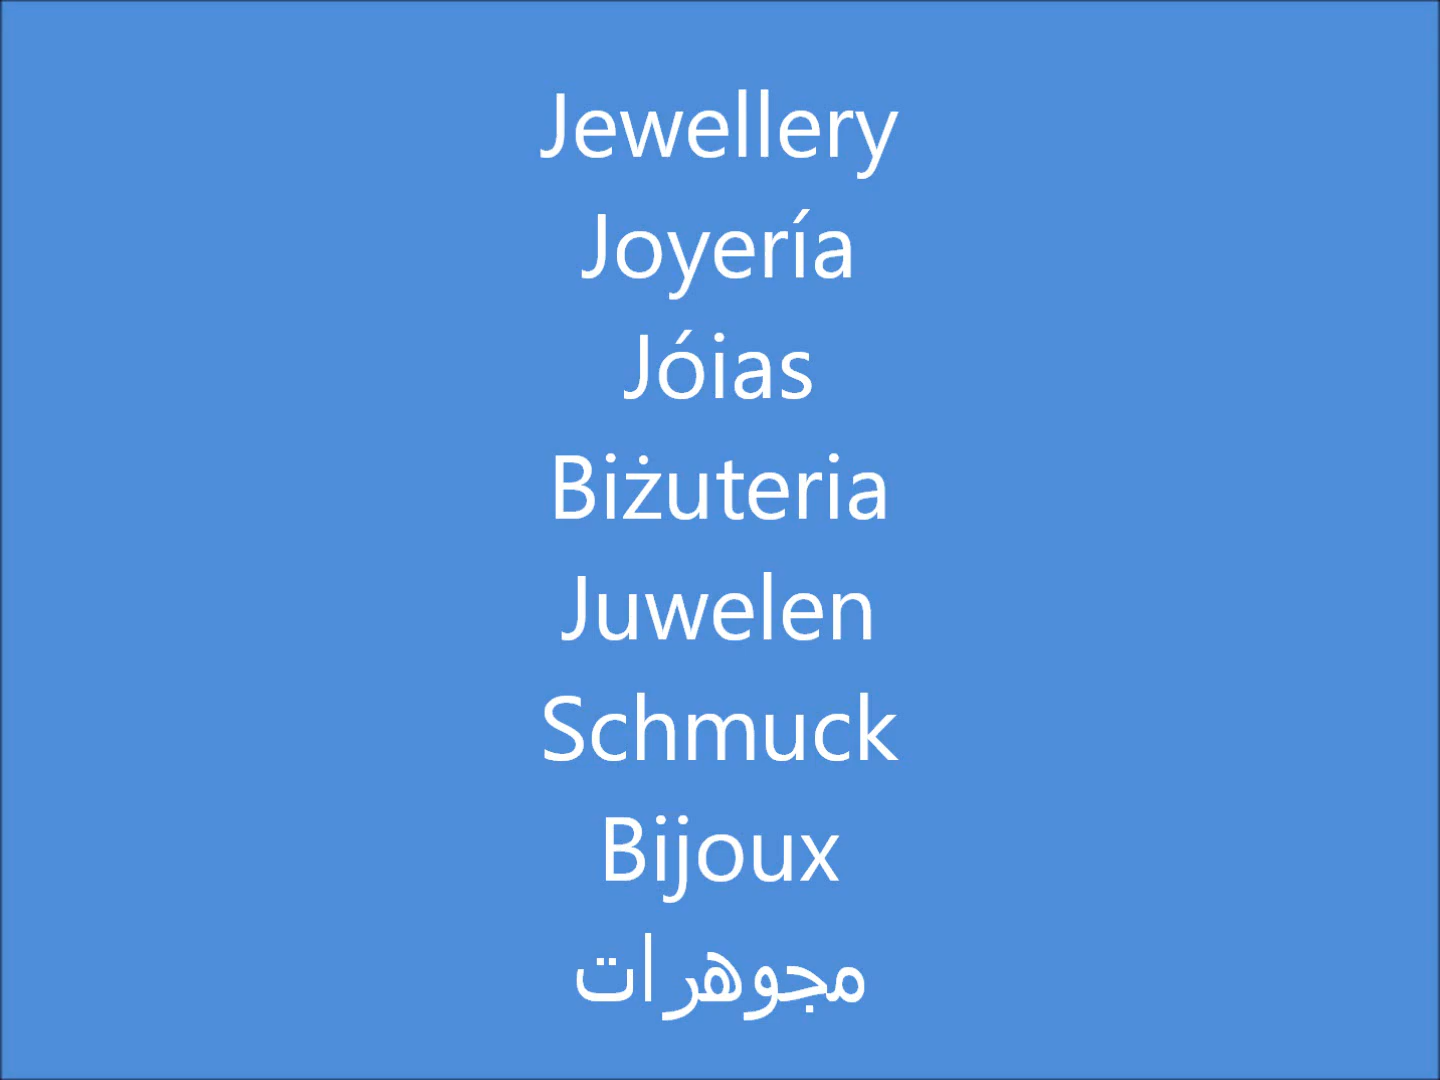 Jewellery
Joyería
Jóias
Biżuteria
Juwelen
Schmuck
Bijoux
مجوهرات